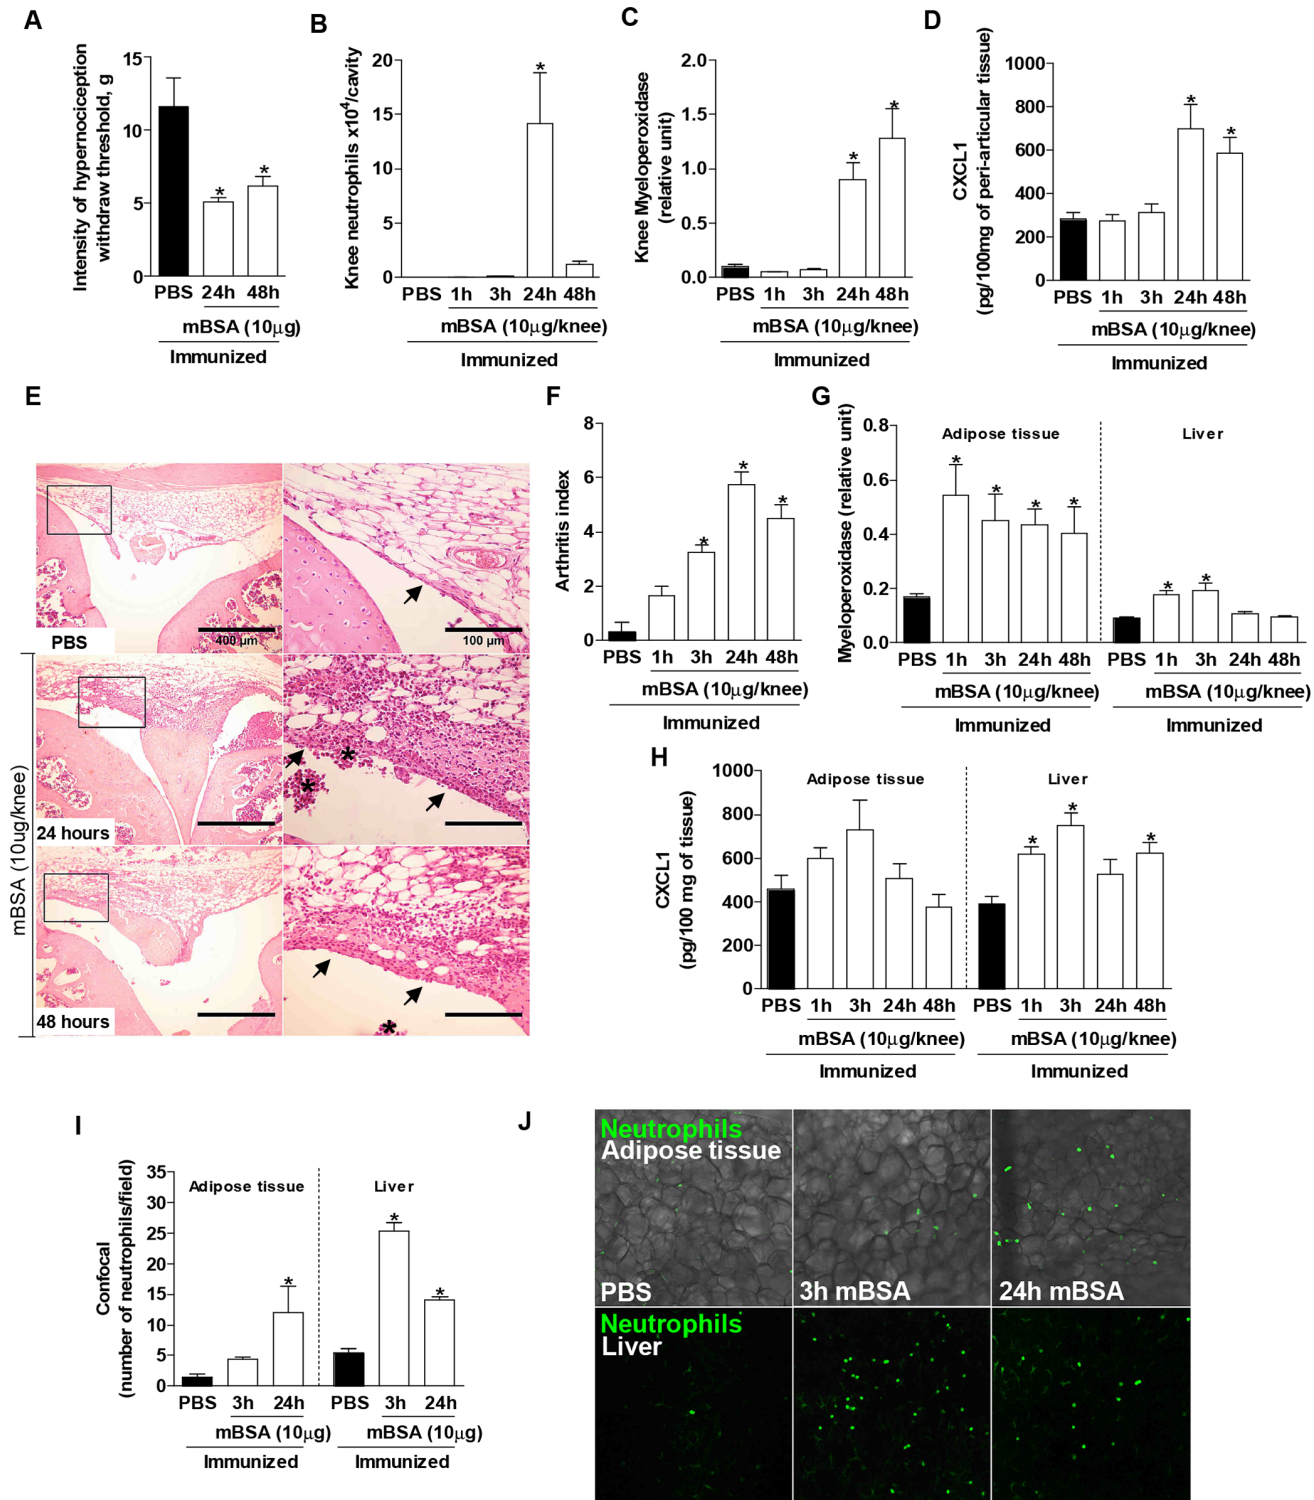 A
Intensity of hypernociception
withdraw threshold, g
15
10
5
0
*
*
PBS 24h 48h
mBSA (10μg)
Immunized
B
Knee neutrophils x10⁴/cavity
20
15
10
5
0
*
PBS 1h 3h 24h 48h
mBSA (10μg/knee)
Immunized
C
Knee Myeloperoxidase
(relative unit)
2.0
1.5
1.0
0.5
0.0
*
*
PBS 1h 3h 24h 48h
mBSA (10μg/knee)
Immunized
D
CXCL1
(pg/100mg of peri-articular tissue)
1000
800
600
400
200
0
*
*
PBS 1h 3h 24h 48h
mBSA (10μg/knee)
Immunized
E
400 μm
100 μm
PBS
mBSA (10ug/knee)
24 hours
*
*
48 hours
*
F
Arthritis index
8
6
4
2
0
*
*
*
PBS 1h 3h 24h 48h
mBSA (10μg/knee)
Immunized
G
Myeloperoxidase (relative unit)
0.8
0.6
0.4
0.2
0.0
Adipose tissue Liver
* * * *
* *
PBS 1h 3h 24h 48h PBS 1h 3h 24h 48h
mBSA (10μg/knee) mBSA (10μg/knee)
Immunized Immunized
H
CXCL1
(pg/100 mg of tissue)
1000
800
600
400
200
0
Adipose tissue Liver
* * *
PBS 1h 3h 24h 48h PBS 1h 3h 24h 48h
mBSA (10μg/knee) mBSA (10μg/knee)
Immunized Immunized
I
Confocal
(number of neutrophils/field)
35
30
25
20
15
10
5
0
Adipose tissue Liver
* * *
PBS 3h 24h PBS 3h 24h
mBSA (10μg) mBSA (10μg)
Immunized Immunized
J
Neutrophils
Adipose tissue
PBS 3h mBSA 24h mBSA
Neutrophils
Liver